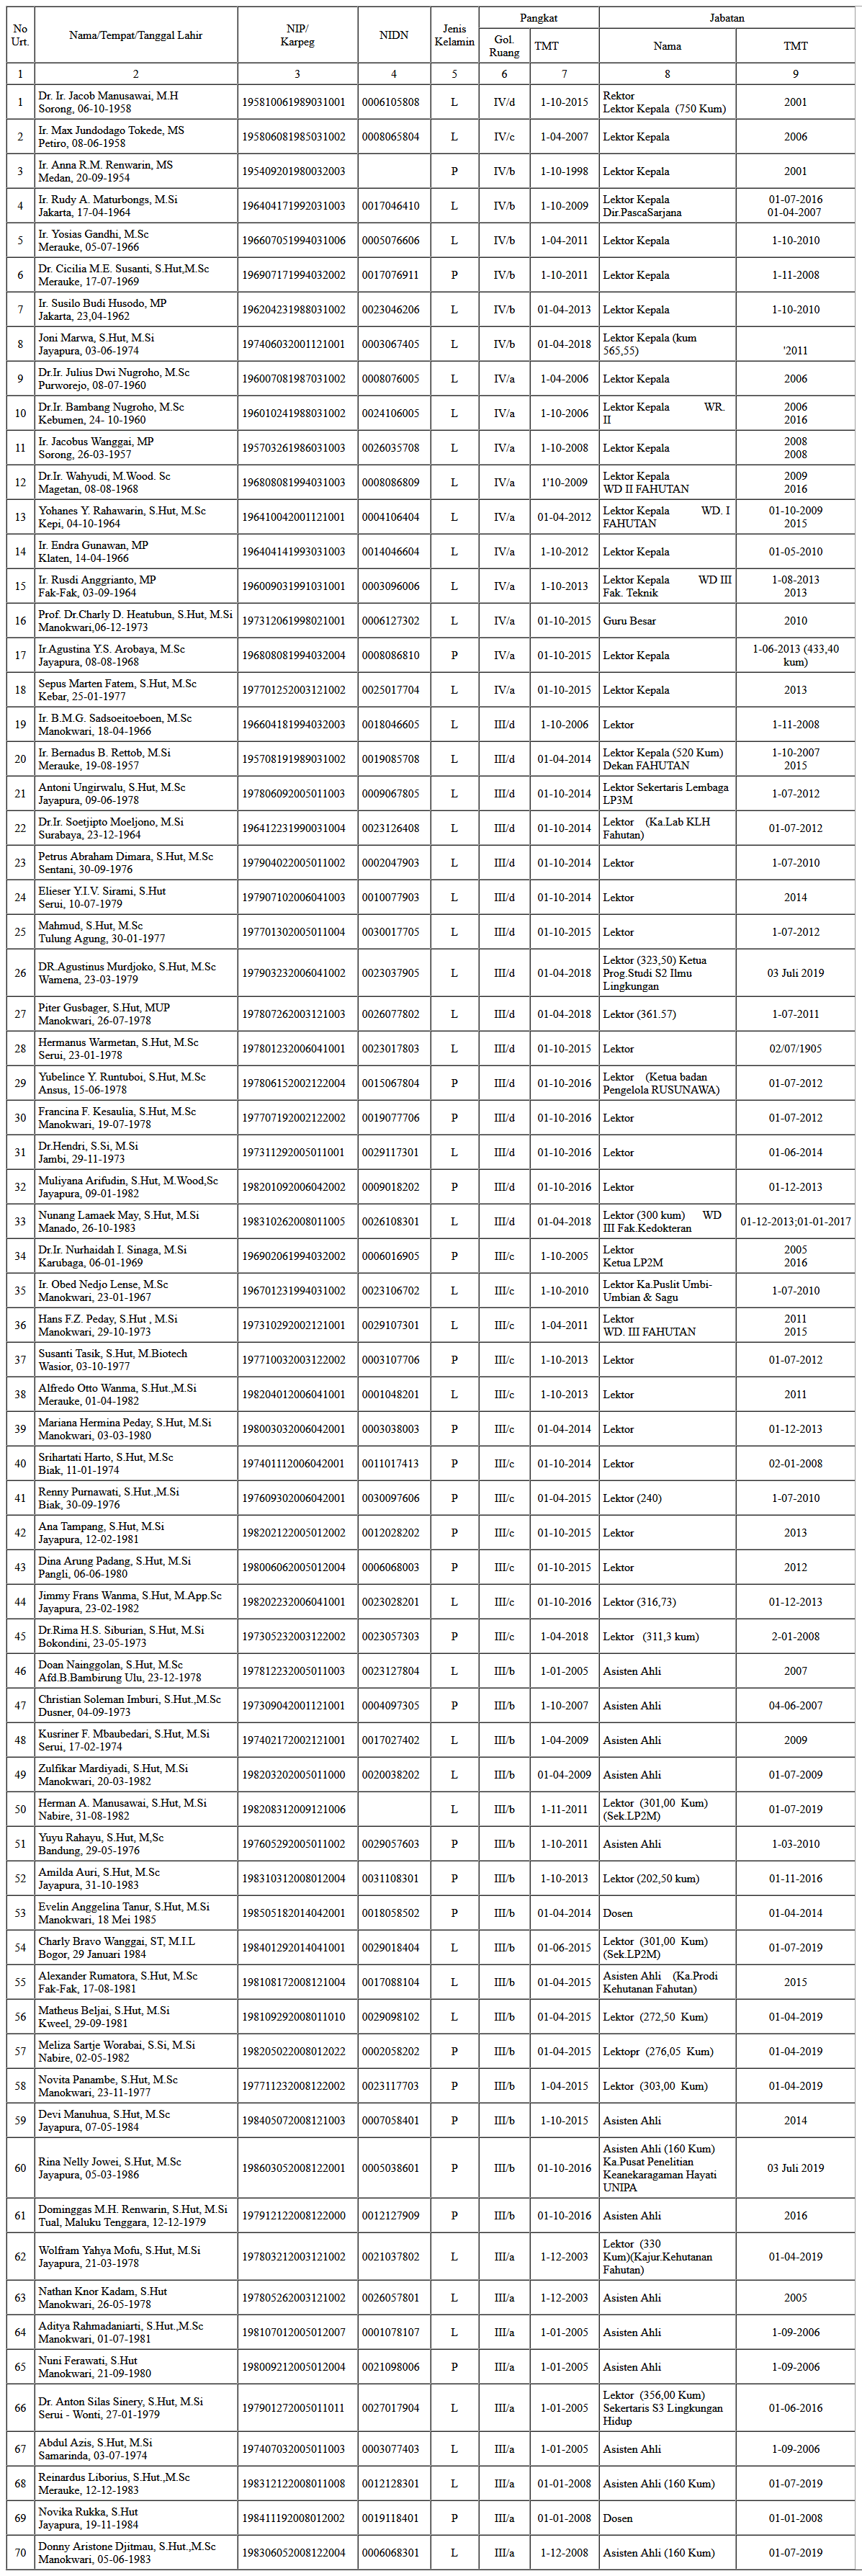 No Urt. Nama/Tempat/Tanggal Lahir NIP/ Karpeg NIDN Jenis Kelamin Pangkat Jabatan
Gol. Ruang TMT Nama TMT
1 2 3 4 5 6 7 8 9
1 Dr. Ir. Jacob Manusawai, M.H 195810061989031001 0006105808 L IV/d 1-10-2015 Rektor 2001
Sorong, 06-10-1958 Lektor Kepala (750 Kum)
2 Ir. Max Jundodago Tokede, MS 195806081985031002 0008065804 L IV/c 1-04-2007 Lektor Kepala 2006
Petiro, 08-06-1958
3 Ir. Anna R.M. Renwarin, MS 195409201980032003 P IV/b 1-10-1998 Lektor Kepala 2001
Medan, 20-09-1954
4 Ir. Rudy A. Maturbongs, M.Si 196404171992031003 0017046410 L IV/b 1-10-2009 Lektor Kepala 01-07-2016
Jakarta, 17-04-1964 Dir.PascaSarjana 01-04-2007
5 Ir. Yosias Gandhi, M.Sc 196607051994031006 0005076606 L IV/b 1-04-2011 Lektor Kepala 1-10-2010
Merauke, 05-07-1966
6 Dr. Cicilia M.E. Susanti, S.Hut,M.Sc 196907171994032002 0017076911 P IV/b 1-10-2011 Lektor Kepala 1-11-2008
Merauke, 17-07-1969
7 Ir. Susilo Budi Husodo, MP 196204231988031002 0023046206 L IV/b 01-04-2013 Lektor Kepala 1-10-2010
Jakarta, 23,04-1962
8 Joni Marwa, S.Hut, M.Si 197406032001121001 0003067405 L IV/b 01-04-2018 Lektor Kepala (kum
Jayapura, 03-06-1974 565,55) '2011
9 Dr.Ir. Julius Dwi Nugroho, M.Sc 196007081987031002 0008076005 L IV/a 1-04-2006 Lektor Kepala 2006
Purworejo, 08-07-1960
10 Dr.Ir. Bambang Nugroho, M.Sc 196010241988031002 0024106005 L IV/a 1-10-2006 Lektor Kepala WR. 2006
Kebumen, 24- 10-1960 II 2016
11 Ir. Jacobus Wanggai, MP 195703261986031003 0026035708 L IV/a 1-10-2008 Lektor Kepala 2008
Sorong, 26-03-1957 2008
12 Dr.Ir. Wahyudi, M.Wood. Sc 196808081994031003 0008086809 L IV/a 1'10-2009 Lektor Kepala 2009
Magetan, 08-08-1968 WD II FAHUTAN 2016
13 Yohanes Y. Rahawarin, S.Hut, M.Sc 196410042001121001 0004106404 L IV/a 01-04-2012 Lektor Kepala WD. I 01-10-2009
Kepi, 04-10-1964 FAHUTAN 2015
14 Ir. Endra Gunawan, MP 196404141993031003 0014046604 L IV/a 1-10-2012 Lektor Kepala 01-05-2010
Klaten, 14-04-1966
15 Ir. Rusdi Anggrianto, MP 196009031991031001 0003096006 L IV/a 1-10-2013 Lektor Kepala WD III 1-08-2013
Fak-Fak, 03-09-1964 Fak. Teknik 2013
16 Prof. Dr.Charly D. Heatubun, S.Hut, M.Si 197312061998021001 0006127302 L IV/a 01-10-2015 Guru Besar 2010
Manokwari,06-12-1973
17 Ir.Agustina Y.S. Arobaya, M.Sc 196808081994032004 0008086810 P IV/a 01-10-2015 Lektor Kepala 1-06-2013 (433,40
Jayapura, 08-08-1968 kum)
18 Sepus Marten Fatem, S.Hut, M.Sc 197701252003121002 0025017704 L IV/a 01-10-2015 Lektor Kepala 2013
Kebar, 25-01-1977
19 Ir. B.M.G. Sadsoeitoeboen, M.Sc 196604181994032003 0018046605 L III/d 1-10-2006 Lektor 1-11-2008
Manokwari, 18-04-1966
20 Ir. Bernadus B. Rettob, M.Si 195708191989031002 0019085708 L III/d 01-04-2014 Lektor Kepala (520 Kum) 1-10-2007
Merauke, 19-08-1957 Dekan FAHUTAN 2015
21 Antoni Ungirwalu, S.Hut, M.Sc 197806092005011003 0009067805 L III/d 01-10-2014 Lektor Sekertaris Lembaga 1-07-2012
Jayapura, 09-06-1978 LP3M
22 Dr.Ir. Soetjipto Moeljono, M.Si 196412231990031004 0023126408 L III/d 01-10-2014 Lektor (Ka.Lab KLH 01-07-2012
Surabaya, 23-12-1964 Fahutan)
23 Petrus Abraham Dimara, S.Hut, M.Sc 197904022005011002 0002047903 L III/d 01-10-2014 Lektor 1-07-2010
Sentani, 30-09-1976
24 Elieser Y.I.V. Sirami, S.Hut 197907102006041003 0010077903 L III/d 01-10-2014 Lektor 2014
Serui, 10-07-1979
25 Mahmud, S.Hut, M.Sc 197701302005011004 0030017705 L III/d 01-10-2015 Lektor 1-07-2012
Tulung Agung, 30-01-1977
26 DR.Agustinus Murdjoko, S.Hut, M.Sc 197903232006041002 0023037905 L III/d 01-04-2018 Lektor (323,50) Ketua 03 Juli 2019
Wamena, 23-03-1979 Prog.Studi S2 Ilmu
Lingkungan
27 Piter Gusbager, S.Hut, MUP 197807262003121003 0026077802 L III/d 01-04-2018 Lektor (361.57) 1-07-2011
Manokwari, 26-07-1978
28 Hermanus Warmetan, S.Hut, M.Sc 197801232006041001 0023017803 L III/d 01-10-2015 Lektor 02/07/1905
Serui, 23-01-1978
29 Yubelince Y. Runtuboi, S.Hut, M.Sc 197806152002122004 0015067804 P III/d 01-10-2016 Lektor (Ketua badan 01-07-2012
Ansus, 15-06-1978 Pengelola RUSUNAWA)
30 Francina F. Kesaulia, S.Hut, M.Sc 197707192002122002 0019077706 P III/d 01-10-2016 Lektor 01-07-2012
Manokwari, 19-07-1978
31 Dr.Hendri, S.Si, M.Si 197311292005011001 0029117301 L III/d 01-10-2016 Lektor 01-06-2014
Jambi, 29-11-1973
32 Muliyana Arifudin, S.Hut, M.Wood,Sc 198201092006042002 0009018202 P III/d 01-10-2016 Lektor 01-12-2013
Jayapura, 09-01-1982
33 Nunang Lamaek May, S.Hut, M.Si 198310262008011005 0026108301 L III/d 01-04-2018 Lektor (300 kum) WD 01-12-2013;01-01-2017
Manado, 26-10-1983 III Fak.Kedokteran
34 Dr.Ir. Nurhaidah I. Sinaga, M.Si 196902061994032002 0006016905 P III/c 1-10-2005 Lektor 2005
Karubaga, 06-01-1969 Ketua LP2M 2016
35 Ir. Obed Nedjo Lense, M.Sc 196701231994031002 0023106702 L III/c 1-10-2010 Lektor Ka.Puslit Umbi- 1-07-2010
Manokwari, 23-01-1967 Umbian & Sagu
36 Hans F.Z. Peday, S.Hut , M.Si 197310292002121001 0029107301 L III/c 1-04-2011 Lektor 2011
Manokwari, 29-10-1973 WD. III FAHUTAN 2015
37 Susanti Tasik, S.Hut, M.Biotech 197710032003122002 0003107706 P III/c 1-10-2013 Lektor 01-07-2012
Wasior, 03-10-1977
38 Alfredo Otto Wanma, S.Hut.,M.Si 198204012006041001 0001048201 L III/c 1-10-2013 Lektor 2011
Merauke, 01-04-1982
39 Mariana Hermina Peday, S.Hut, M.Si 198003032006042001 0003038003 P III/c 01-04-2014 Lektor 01-12-2013
Manokwari, 03-03-1980
40 Srihartati Harto, S.Hut, M.Sc 197401112006042001 0011017413 P III/c 01-10-2014 Lektor 02-01-2008
Biak, 11-01-1974
41 Renny Purnawati, S.Hut.,M.Si 197609302006042001 0030097606 P III/c 01-04-2015 Lektor (240) 1-07-2010
Biak, 30-09-1976
42 Ana Tampang, S.Hut, M.Si 198202122005012002 0012028202 P III/c 01-10-2015 Lektor 2013
Jayapura, 12-02-1981
43 Dina Arung Padang, S.Hut, M.Si 198006062005012004 0006068003 L III/c 01-10-2015 Lektor 2012
Pangli, 06-06-1980
44 Jimmy Frans Wanma, S.Hut, M.App.Sc 198202232006041001 0023028201 L III/c 01-10-2016 Lektor (316,73) 01-12-2013
Jayapura, 23-02-1982
45 Dr.Rima H.S. Siburian, S.Hut, M.Si 197305232003122002 0023057303 P III/c 1-04-2018 Lektor (311,3 kum) 2-01-2008
Bokondini, 23-05-1973
46 Doan Nainggolan, S.Hut, M.Sc 197812232005011003 0023127804 L III/b 1-01-2005 Asisten Ahli 2007
Afd.B.Bambirung Ulu, 23-12-1978
47 Christian Soleman Imburi, S.Hut.,M.Sc 197309042001121001 0004097305 P III/b 1-10-2007 Asisten Ahli 04-06-2007
Dusner, 04-09-1973
48 Kusriner F. Mbaubedari, S.Hut, M.Si 197402172002121001 0017027402 L III/b 1-04-2009 Asisten Ahli 2009
Serui, 17-02-1974
49 Zulfikar Mardiyadi, S.Hut, M.Si 198203202005011000 0020038202 L III/b 01-04-2009 Asisten Ahli 01-07-2009
Manokwari, 20-03-1982
50 Herman A. Manusawai, S.Hut, M.Si 198208312009121006 L III/b 1-11-2011 Lektor (301,00 Kum) 01-07-2019
Nabire, 31-08-1982 (Sek.LP2M)
51 Yuyu Rahayu, S.Hut, M,Sc 197605292005011002 0029057603 P III/b 1-10-2011 Asisten Ahli 1-03-2010
Bandung, 29-05-1976
52 Amilda Auri, S.Hut, M.Sc 198310312008012004 0031108301 P III/b 1-10-2013 Lektor (202,50 kum) 01-11-2016
Jayapura, 31-10-1983
53 Evelin Anggelina Tanur, S.Hut, M.Si 198505182014042001 0018058502 P III/b 01-04-2014 Dosen 01-04-2014
Manokwari, 18 Mei 1985
54 Charly Bravo Wanggai, ST, M.I.L 198401292014041001 0029018404 L III/b 01-06-2015 Lektor (301,00 Kum) 01-07-2019
Bogor, 29 Januari 1984 (Sek.LP2M)
55 Alexander Rumatora, S.Hut, M.Sc 198108172008121004 0017088104 L III/b 01-04-2015 Asisten Ahli (Ka.Prodi 2015
Fak-Fak, 17-08-1981 Kehutanan Fahutan)
56 Matheus Beljai, S.Hut, M.Si 198109292008011010 0029098102 L III/b 01-04-2015 Lektor (272,50 Kum) 01-04-2019
Kweel, 29-09-1981
57 Meliza Sartje Worabai, S.Si, M.Si 198205022008012022 0002058202 P III/b 01-04-2015 Lektopr (276,05 Kum) 01-04-2019
Nabire, 02-05-1982
58 Novita Panambe, S.Hut, M.Sc 197711232008122002 0023117703 P III/b 1-04-2015 Lektor (303,00 Kum) 01-04-2019
Manokwari, 23-11-1977
59 Devi Manuhua, S.Hut, M.Sc 198405072008121003 0007058401 P III/b 1-10-2015 Asisten Ahli 2014
Jayapura, 07-05-1984
60 Rina Nelly Jowei, S.Hut, M.Sc 198603052008122001 0005038601 P III/b 01-10-2016 Asisten Ahli (160 Kum) 03 Juli 2019
Jayapura, 05-03-1986 Ka.Pusat Penelitian
Keanekaragaman Hayati
UNIPA
61 Dominggas M.H. Renwarin, S.Hut, M.Si 197912122008122000 0012127909 P III/b 01-10-2016 Asisten Ahli 2016
Tual, Maluku Tenggara, 12-12-1979
62 Wolfram Yahya Mofu, S.Hut, M.Si 197803212003121002 0021037802 L III/a 1-12-2003 Lektor (330 01-04-2019
Jayapura, 21-03-1978 Kum)(Kajur.Kehutanan
Fahutan)
63 Nathan Knor Kadam, S.Hut 197805262003121002 0026057801 L III/a 1-12-2003 Asisten Ahli 2005
Manokwari, 26-05-1978
64 Aditya Rahmadaniarti, S.Hut.,M.Sc 198107012005012007 0001078107 L III/a 1-01-2005 Asisten Ahli 1-09-2006
Manokwari, 01-07-1981
65 Nuni Ferawati, S.Hut 198009212005012004 0021098006 P III/a 1-01-2005 Asisten Ahli 1-09-2006
Manokwari, 21-09-1980
66 Dr. Anton Silas Sinery, S.Hut, M.Si 197901272005011011 0027017904 L III/a 1-01-2005 Lektor (356,00 Kum) 01-06-2016
Serui - Wonti, 27-01-1979 Sekertaris S3 Lingkungan
Hidup
67 Abdul Azis, S.Hut, M.Si 197407032005011003 0003077403 L III/a 1-01-2005 Asisten Ahli 1-09-2006
Samarinda, 03-07-1974
68 Reinardus Liborius, S.Hut.,M.Sc 198312122008011008 0012128301 L III/a 01-01-2008 Asisten Ahli (160 Kum) 01-07-2019
Merauke, 12-12-1983
69 Novika Rukka, S.Hut 198411192008012002 0019118401 P III/a 01-01-2008 Dosen 01-01-2008
Jayapura, 19-11-1984
70 Donny Aristone Djitmau, S.Hut.,M.Sc 198306052008122004 0006068301 L III/a 1-12-2008 Asisten Ahli (160 Kum) 01-07-2019
Manokwari, 05-06-1983